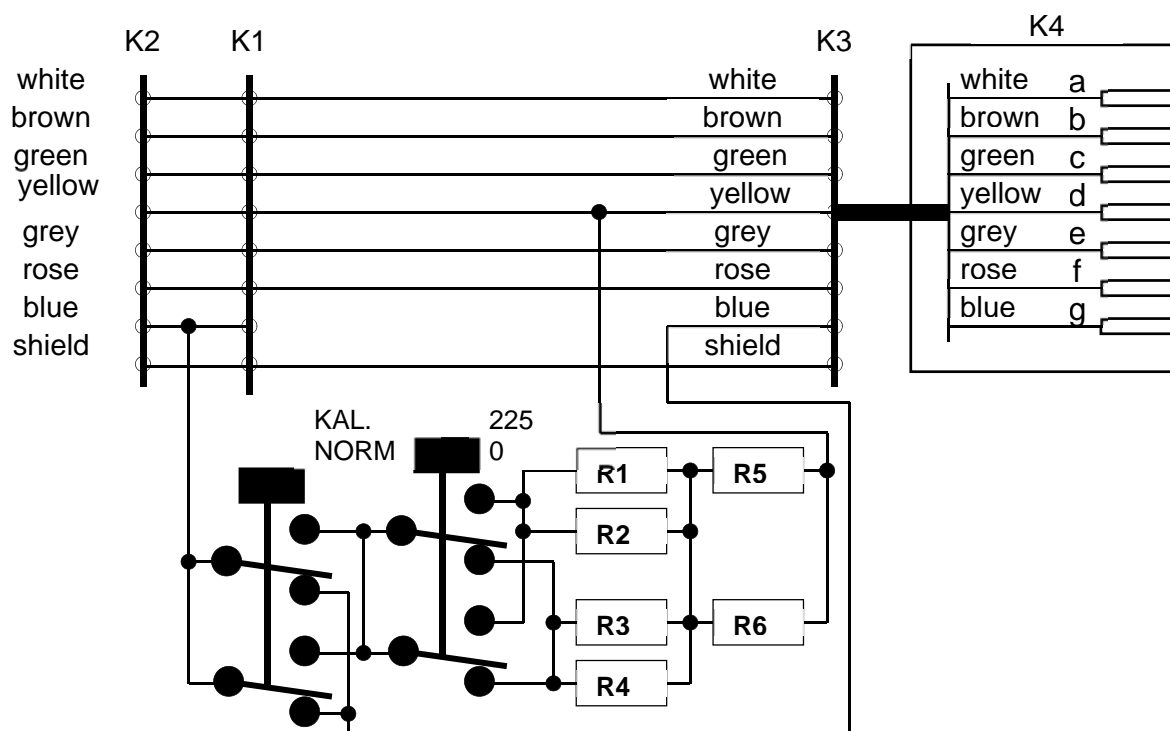 K4
K2 K1 K3
white white white a
brown brown brown b
green green green c
yellow yellow yellow d
grey grey grey e
rose rose rose f
blue blue blue g
shield shield
KAL. 225
NORM 0
R1 R5
R2
R3 R6
R4